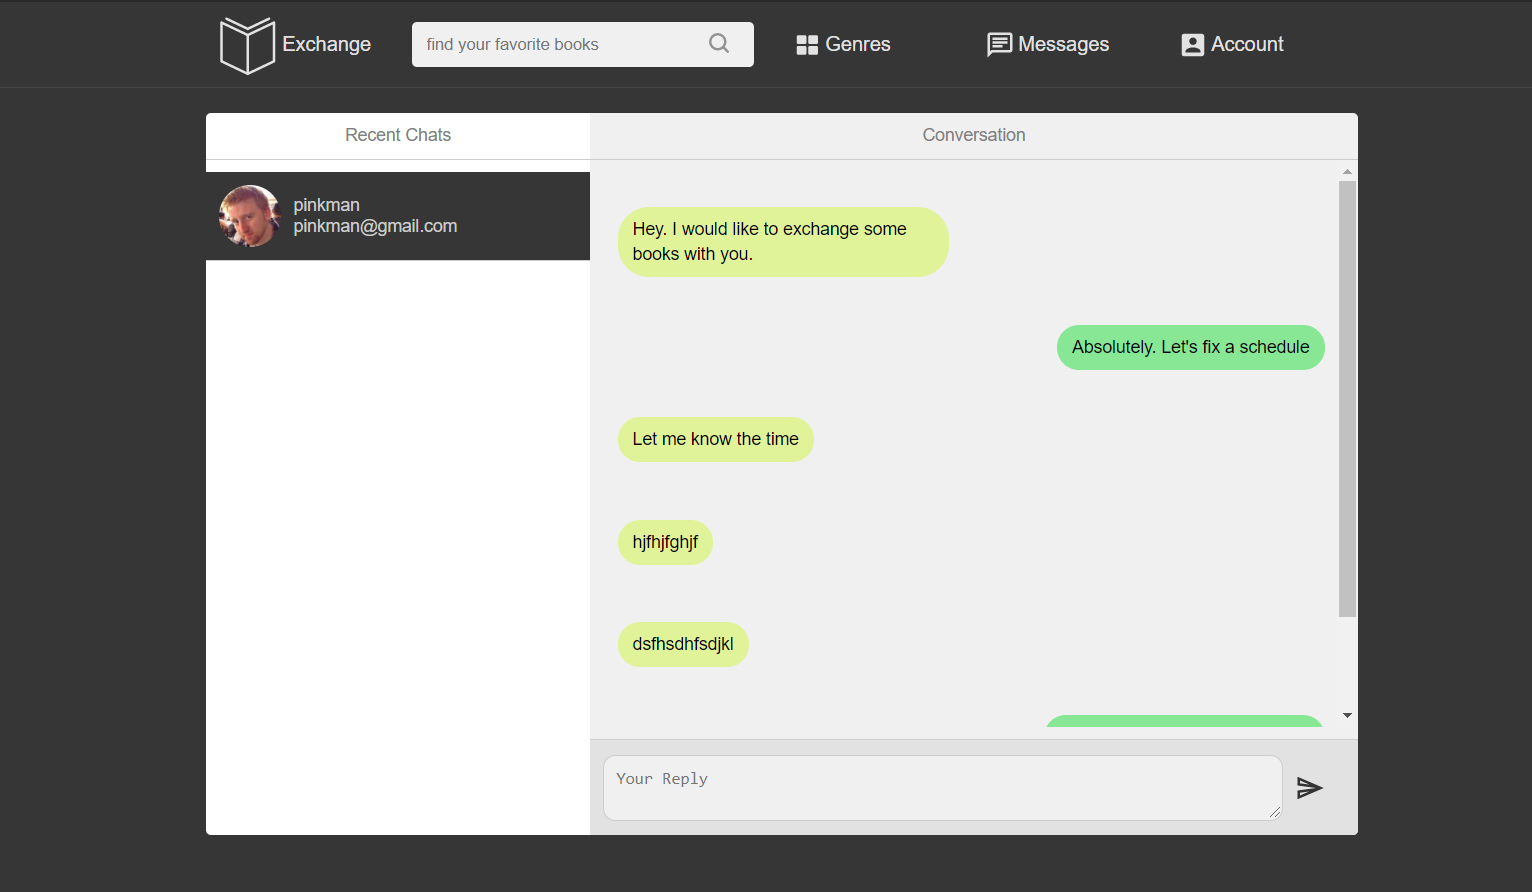 Exchange
find your favorite books
Genres
Messages
Account
Recent Chats
Conversation
pinkman
pinkman@gmail.com
Hey. I would like to exchange some
books with you.
Absolutely. Let's fix a schedule
Let me know the time
hjfhjfghjf
dsfhsdhfsdjkl
Your Reply